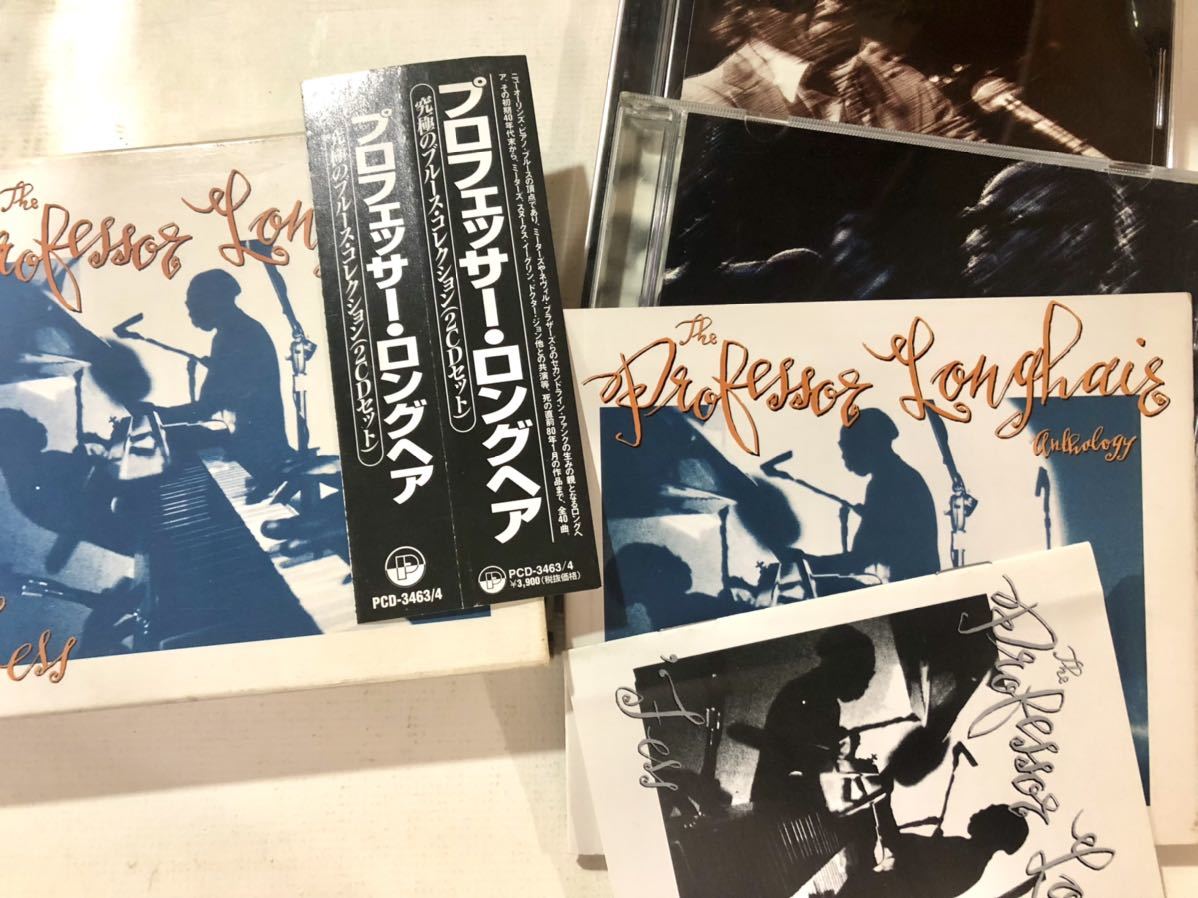 The
Professor Long
ess
プロフェッサー・ロングヘア
究極のブルース・コレクション(2CDセット)
PCD-3463/4
ニューオーリンズ・ピアノ・ブルースの頂点であり、ミーターズやネヴィル・ブラザーズらのセカンドライン・ファンクの生みの親となるロングヘ
ア。その初期40年代末から、ミーターズ、スヌークス・イーグリン、ドクター・ジョン他との共演等、死の直前80年1月の作品まで、全40曲。
プロフェッサー・ロングヘア
究極のブルース・コレクション(2CDセット)
P
PCD-3463/4
¥3,900(税抜価格)
The
Professor Longhair
Anthology
The
Professor Lo
'Fess